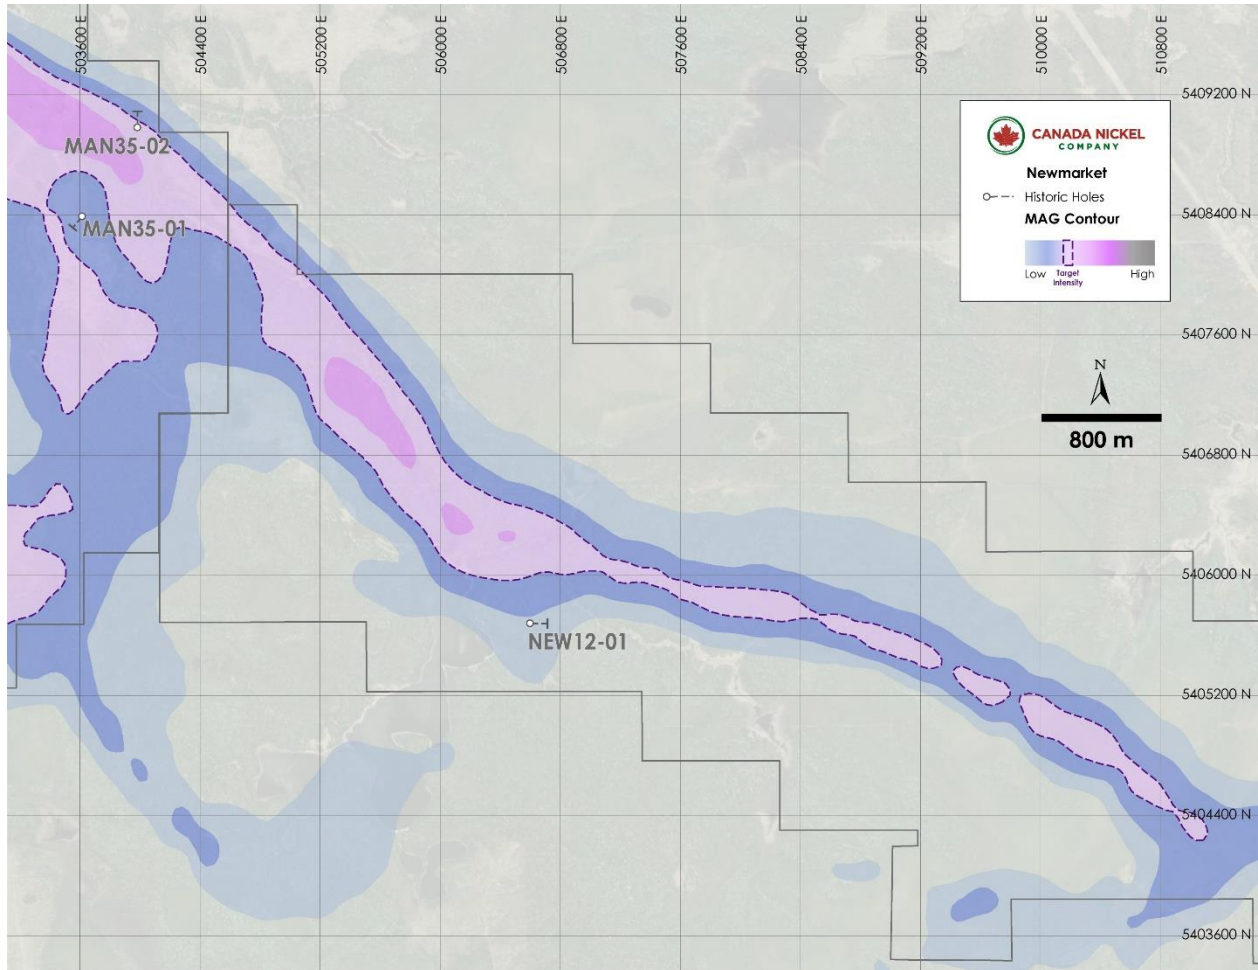 503600 E
504400 E
505200 E
506000 E
506800 E
507600 E
508400 E
509200 E
510000 E
510800 E
5409200 N
CANADA NICKEL
COMPANY
Newmarket
Historic Holes
MAG Contour
Low
Target
Intensity
High
MAN35-02
5408400 N
MAN35-01
5407600 N
N
800 m
5406800 N
5406000 N
NEW12-01
5405200 N
5404400 N
5403600 N